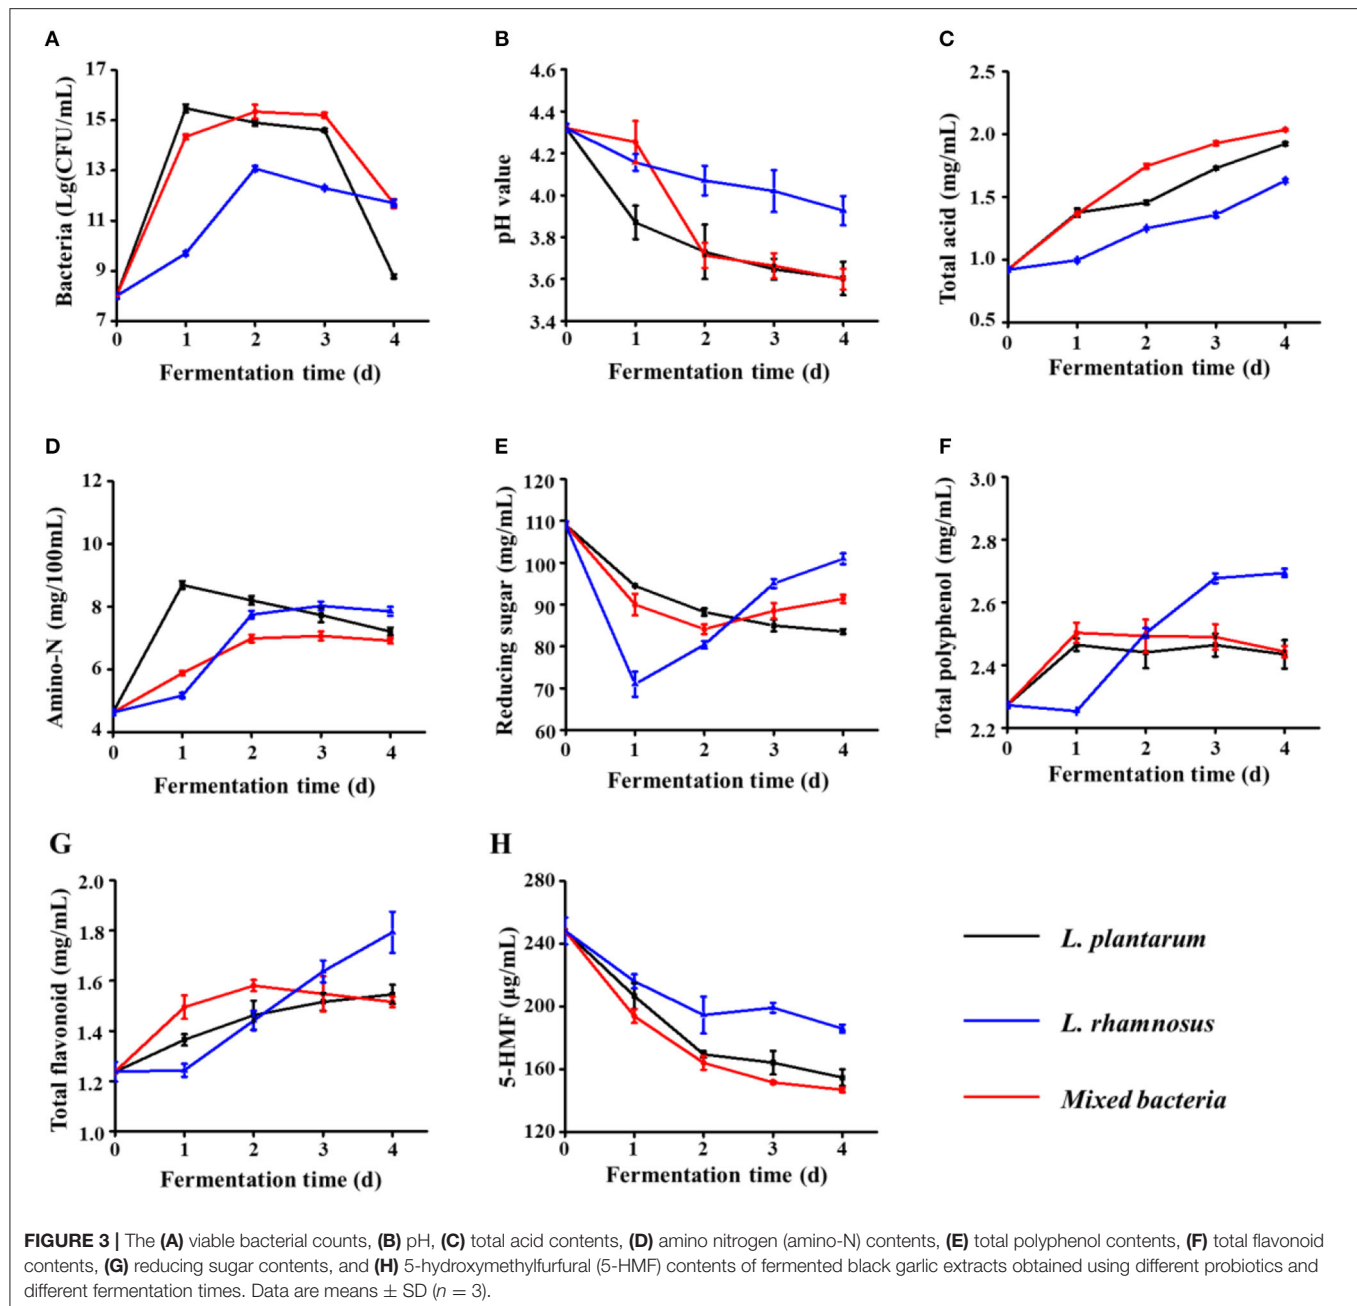 A
Bacteria (Lg(CFU/mL)
17
15
13
11
9
7
0 1 2 3 4
Fermentation time (d)
B
pH value
4.6
4.4
4.2
4.0
3.8
3.6
3.4
0 1 2 3 4
Fermentation time (d)
C
Total acid (mg/mL)
2.5
2.0
1.5
1.0
0.5
0 1 2 3 4
Fermentation time (d)
D
Amino-N (mg/100mL)
12
10
8
6
4
0 1 2 3 4
Fermentation time (d)
E
Reducing sugar (mg/mL)
120
110
100
90
80
70
60
0 1 2 3 4
Fermentation time (d)
F
Total polyphenol (mg/mL)
3.0
2.8
2.6
2.4
2.2
0 1 2 3 4
Fermentation time (d)
G
Total flavonoid (mg/mL)
2.0
1.8
1.6
1.4
1.2
1.0
0 1 2 3 4
Fermentation time (d)
H
5-HMF (μg/mL)
280
240
200
160
120
0 1 2 3 4
Fermentation time (d)
L. plantarum
L. rhamnosus
Mixed bacteria
FIGURE 3 | The (A) viable bacterial counts, (B) pH, (C) total acid contents, (D) amino nitrogen (amino-N) contents, (E) total polyphenol contents, (F) total flavonoid
contents, (G) reducing sugar contents, and (H) 5-hydroxymethylfurfural (5-HMF) contents of fermented black garlic extracts obtained using different probiotics and
different fermentation times. Data are means ± SD (n = 3).